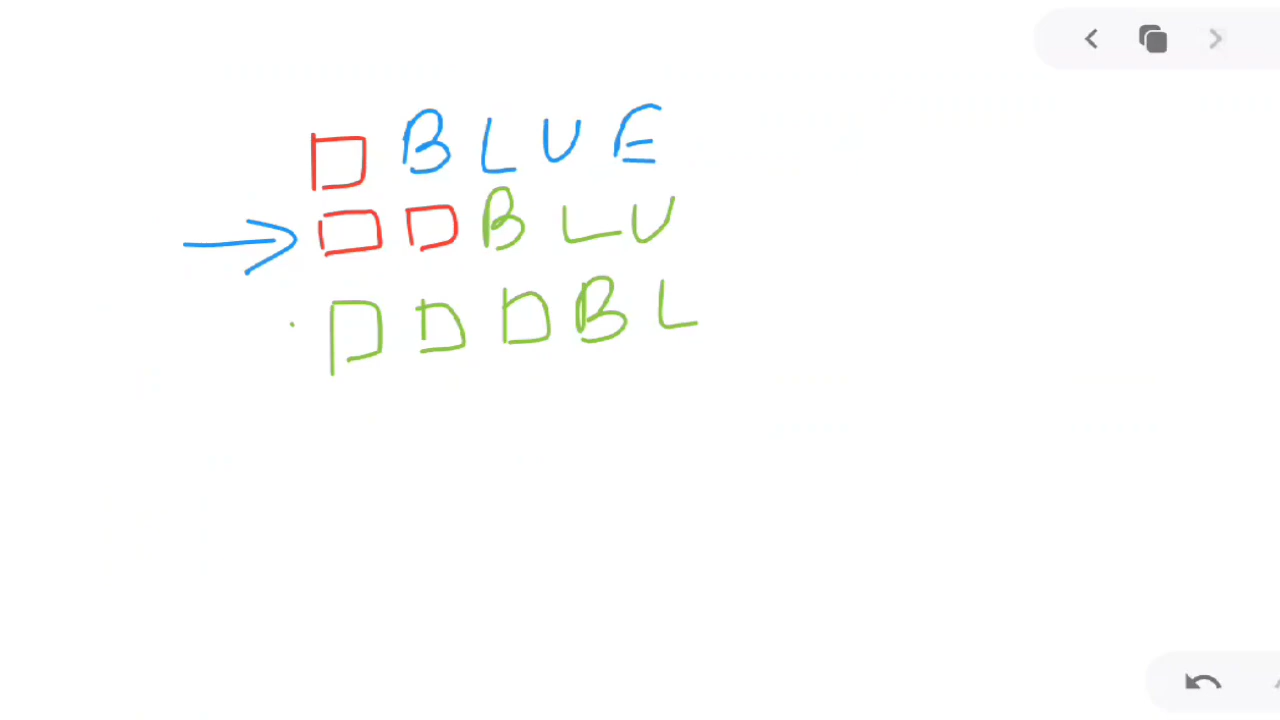 □ BLUE
□ □ BLU
□ □ □ BL